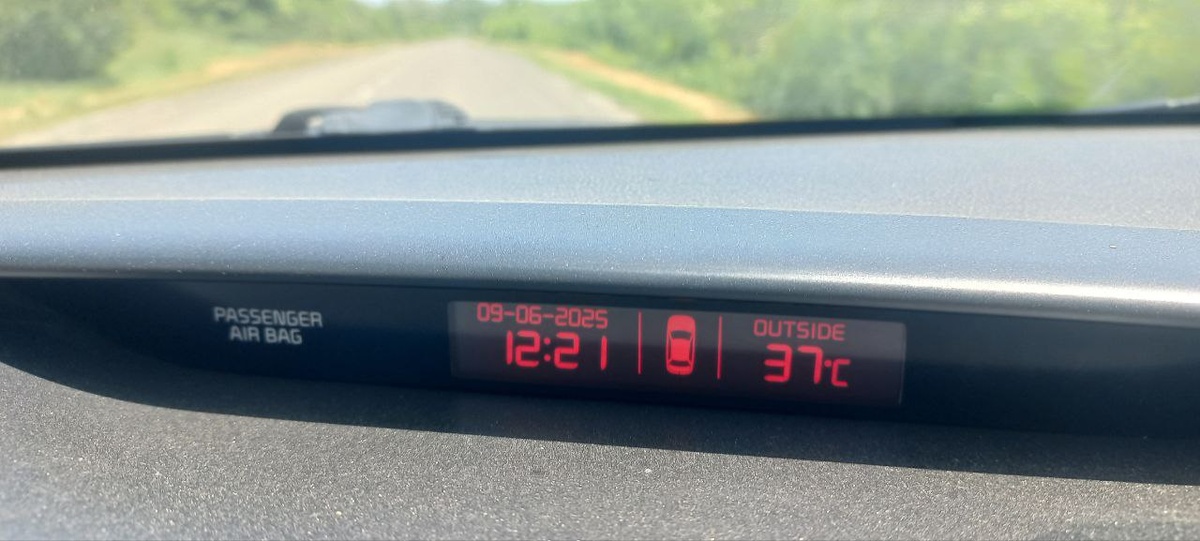 PASSENGER
AIR BAG
09-06-2025
12:21
OUTSIDE
37°C